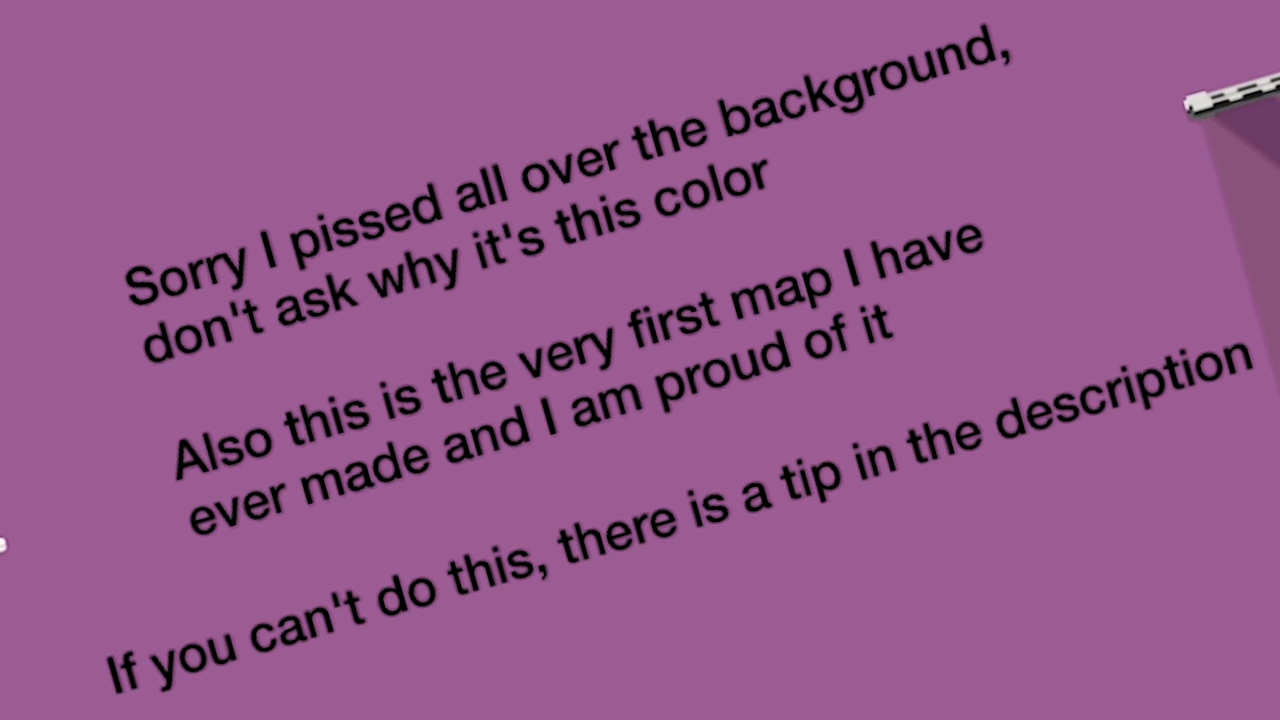 Sorry I pissed all over the background,
don't ask why it's this color
Also this is the very first map I have
ever made and I am proud of it
If you can't do this, there is a tip in the description